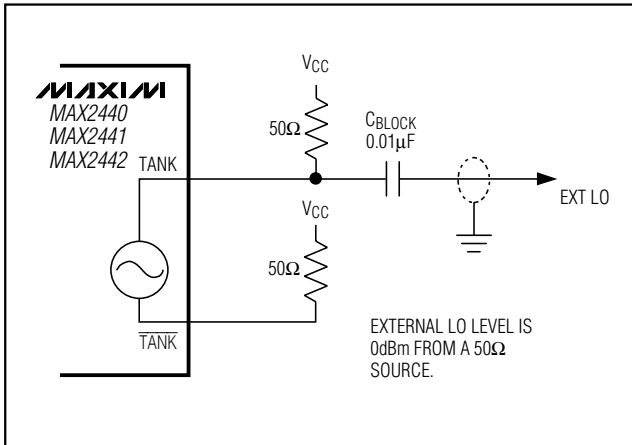 MAXIM
MAX2440
MAX2441
MAX2442
TANK
TANK
VCC
50Ω
VCC
50Ω
CBLOCK
0.01µF
EXT LO
EXTERNAL LO LEVEL IS
0dBm FROM A 50Ω
SOURCE.